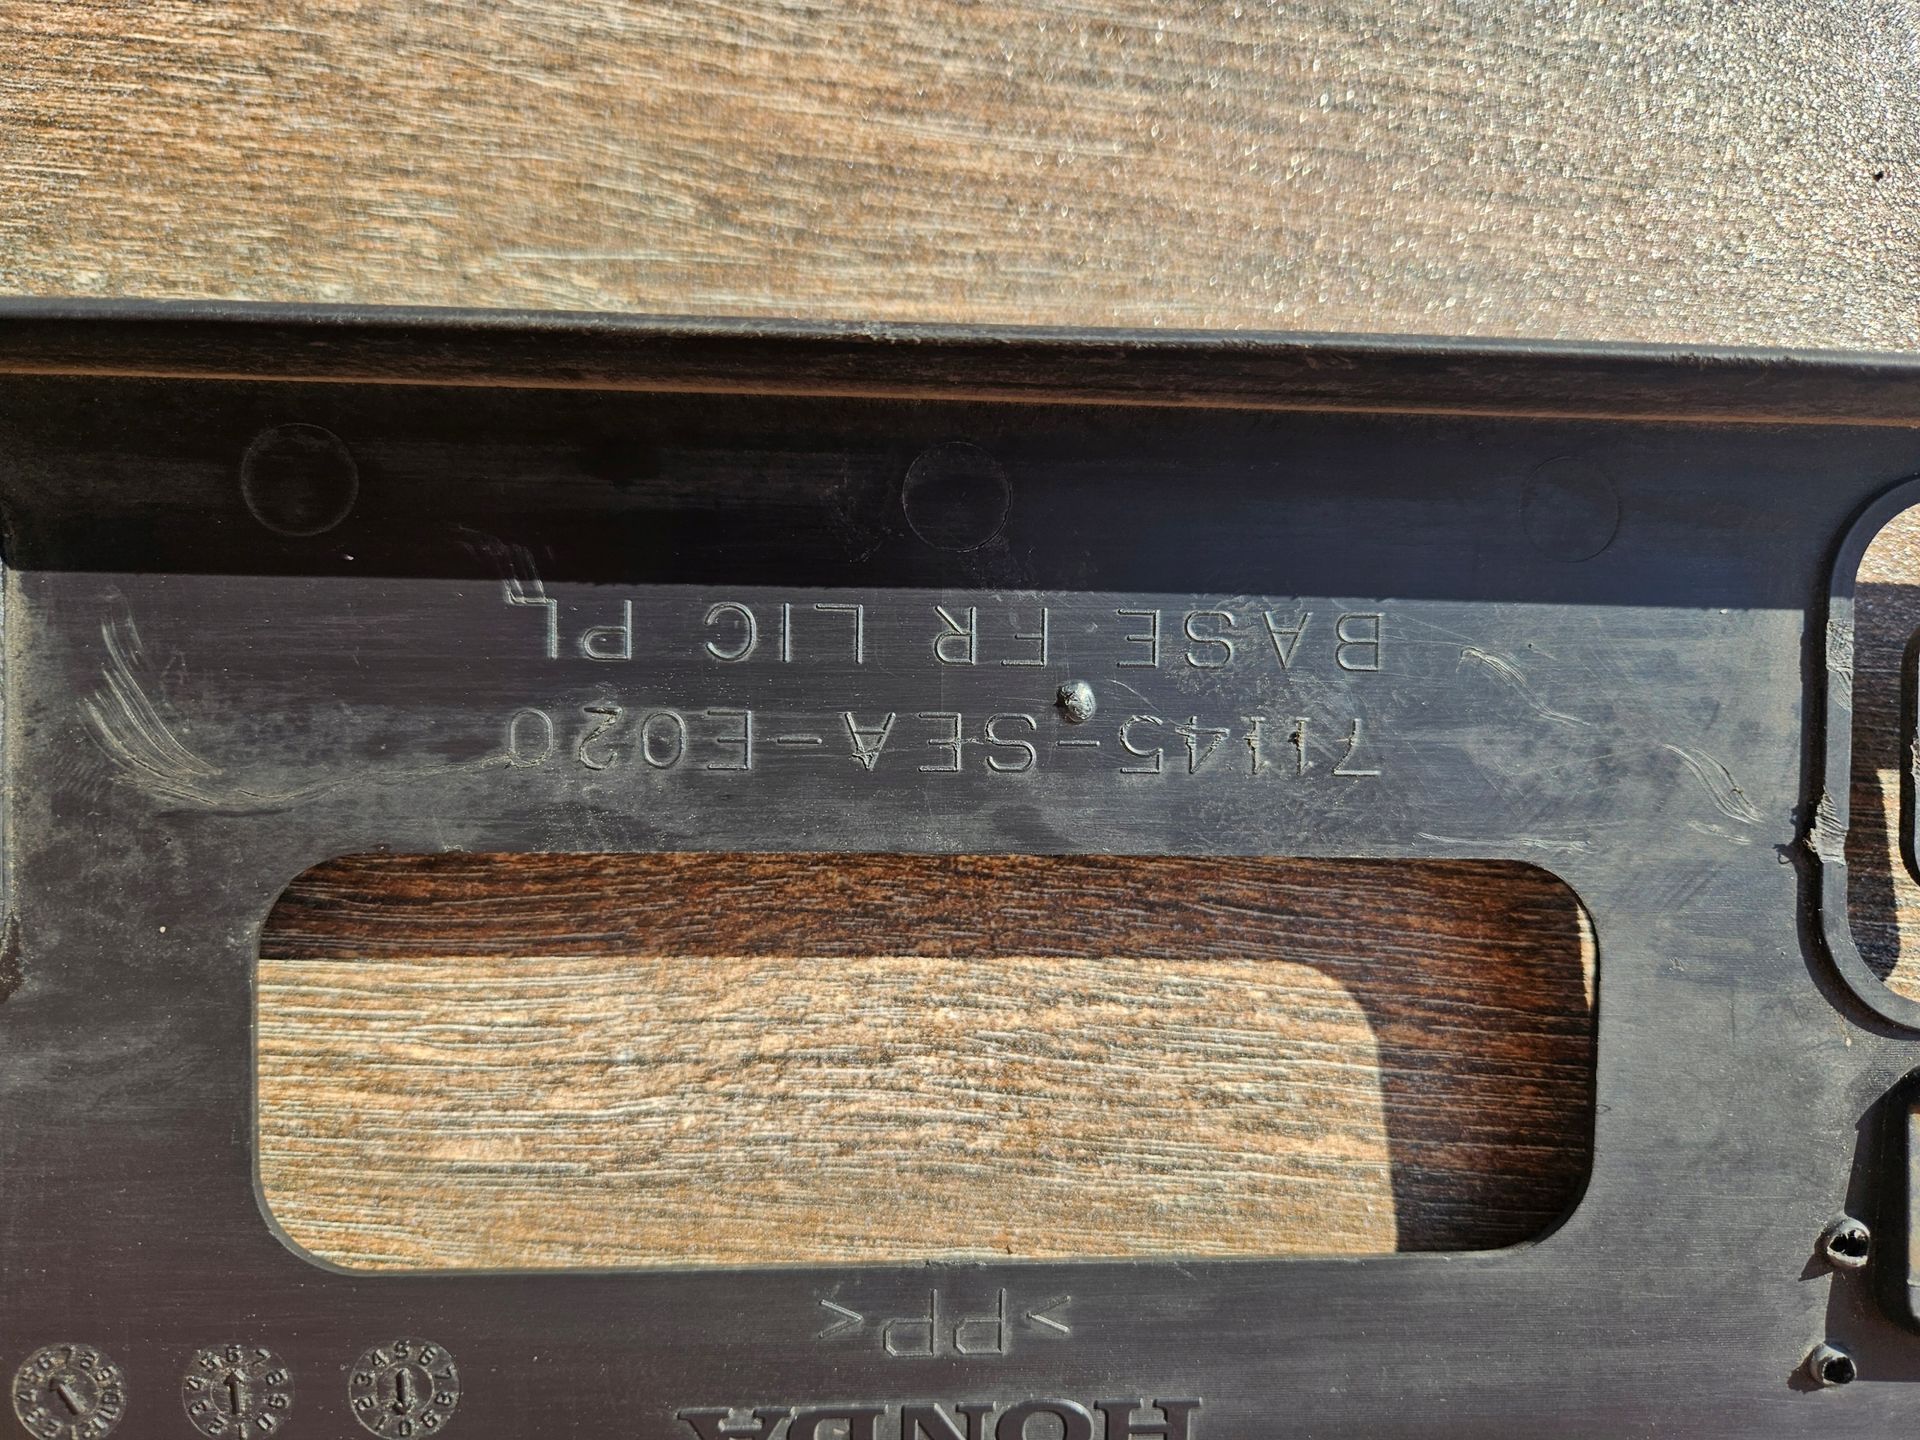 HONDA
>PP<
71145-SEA-E020
BASE FR LIC PL